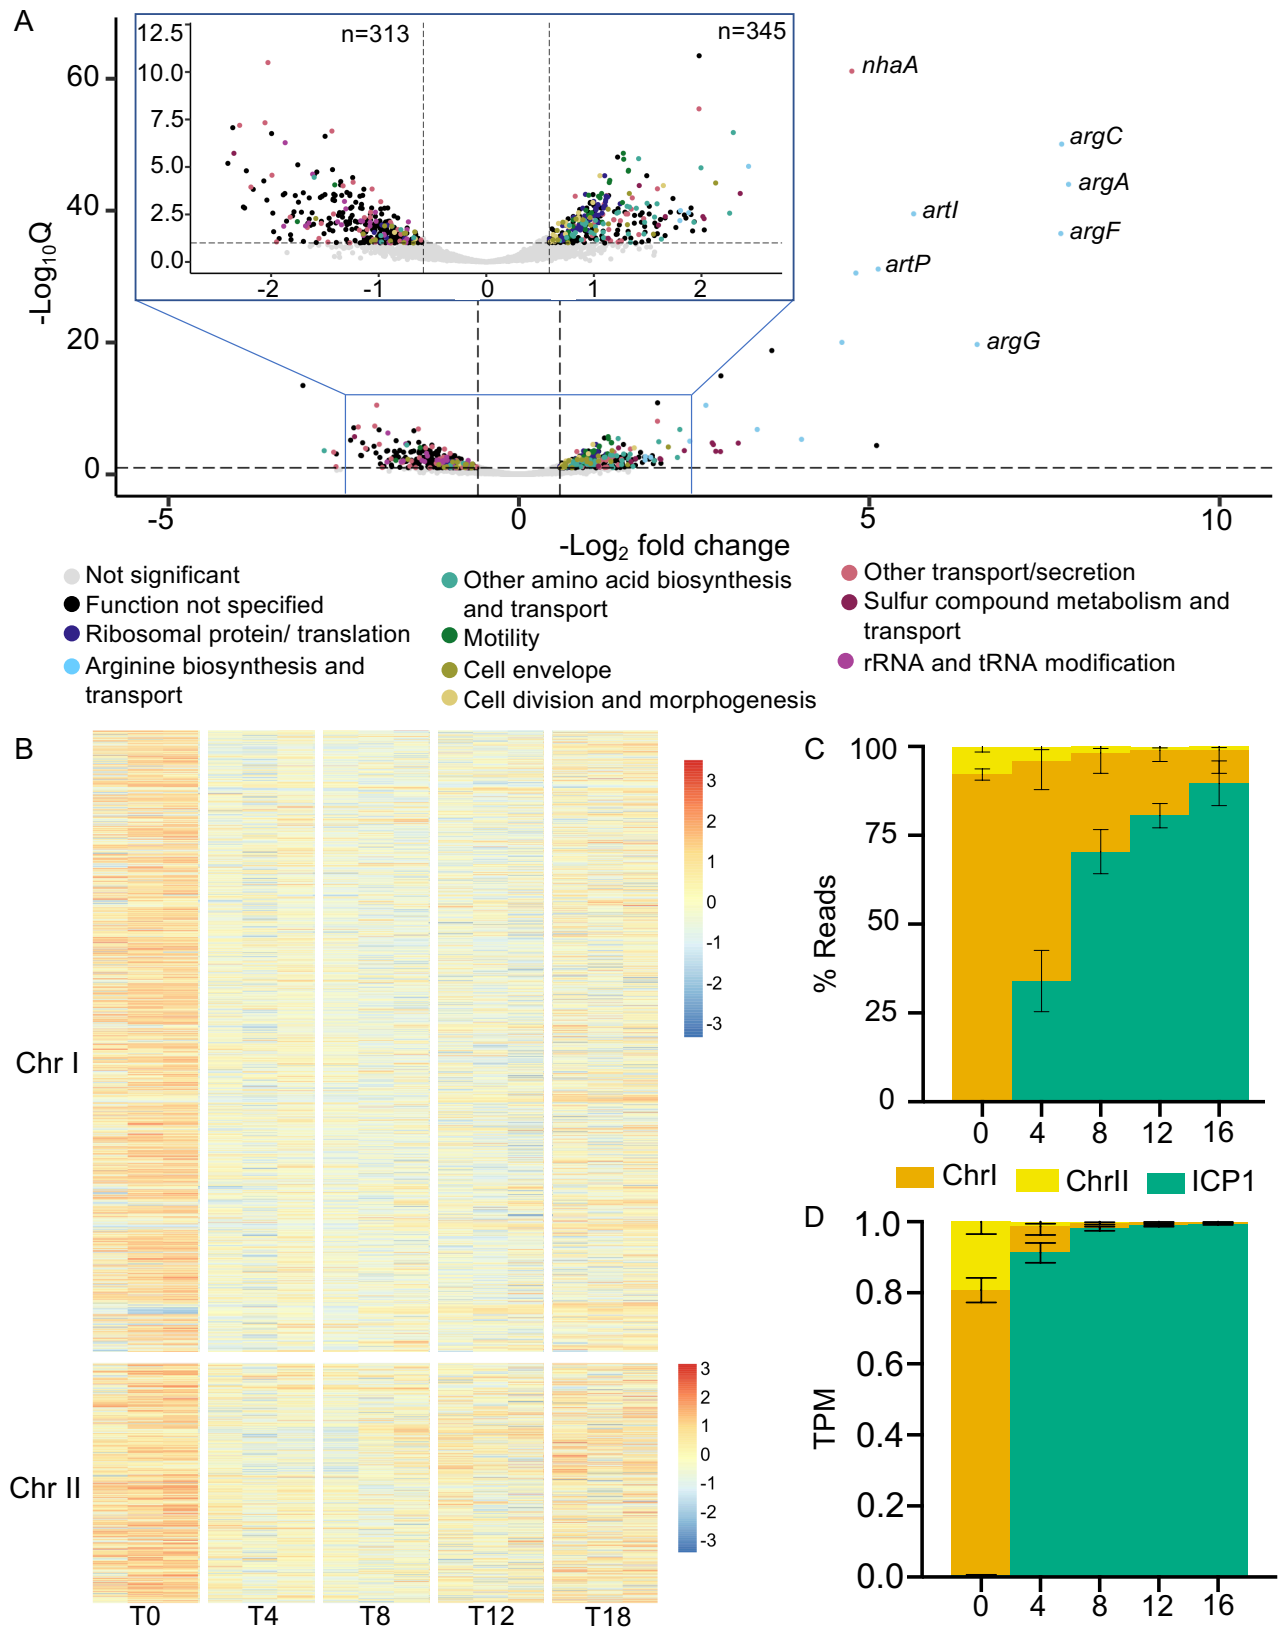 A
12.5
10.0
7.5
5.0
2.5
0.0
n=313
n=345
-2
-1
0
1
2
60
40
20
0
-Log10Q
nhaA
argC
argA
artI
argF
artP
argG
-5
0
5
10
-Log2 fold change
Not significant
Function not specified
Ribosomal protein/ translation
Arginine biosynthesis and
transport
Other amino acid biosynthesis
and transport
Motility
Cell envelope
Cell division and morphogenesis
Other transport/secretion
Sulfur compound metabolism and
transport
rRNA and tRNA modification
B
Chr I
3
2
1
0
-1
-2
-3
Chr II
3
2
1
0
-1
-2
-3
T0
T4
T8
T12
T18
C
100
75
50
25
0
% Reads
0
4
8
12
16
ChrI
ChrII
ICP1
D
1.0
0.8
0.6
0.4
0.2
0.0
TPM
0
4
8
12
16